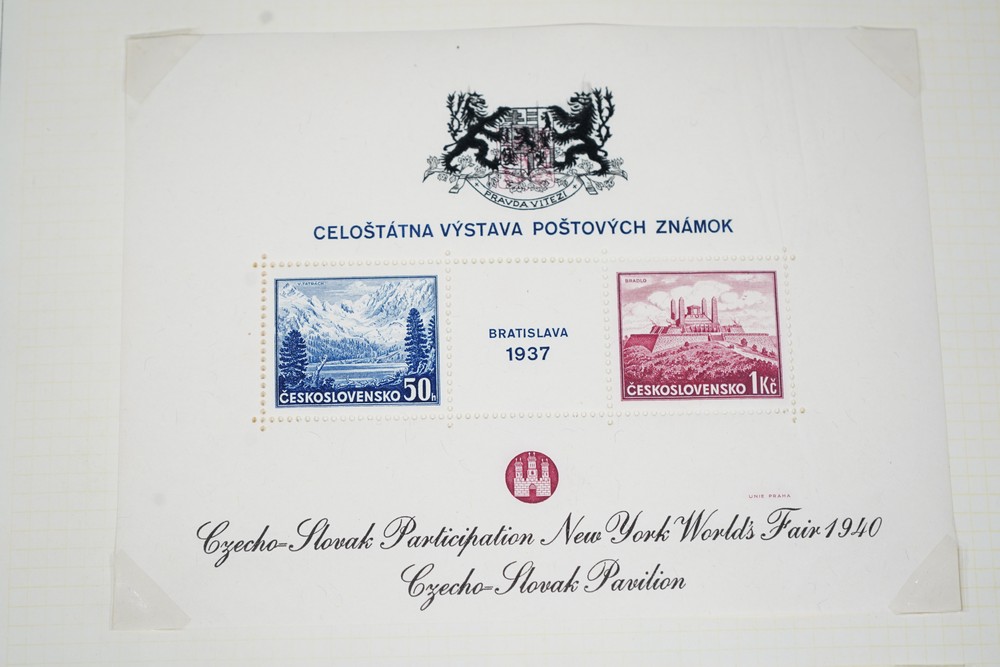 PRAVDA VÍTĚZÍ
CELOŠTÁTNA VÝSTAVA POŠTOVÝCH ZNÁMOK
V TATRÁCH
ČESKOSLOVENSKO 50h
BRATISLAVA
1937
BRADLO
ČESKOSLOVENSKO 1Kč
UNIE PRAHA
Czecho-Slovak Participation New York World's Fair 1940
Czecho-Slovak Pavilion